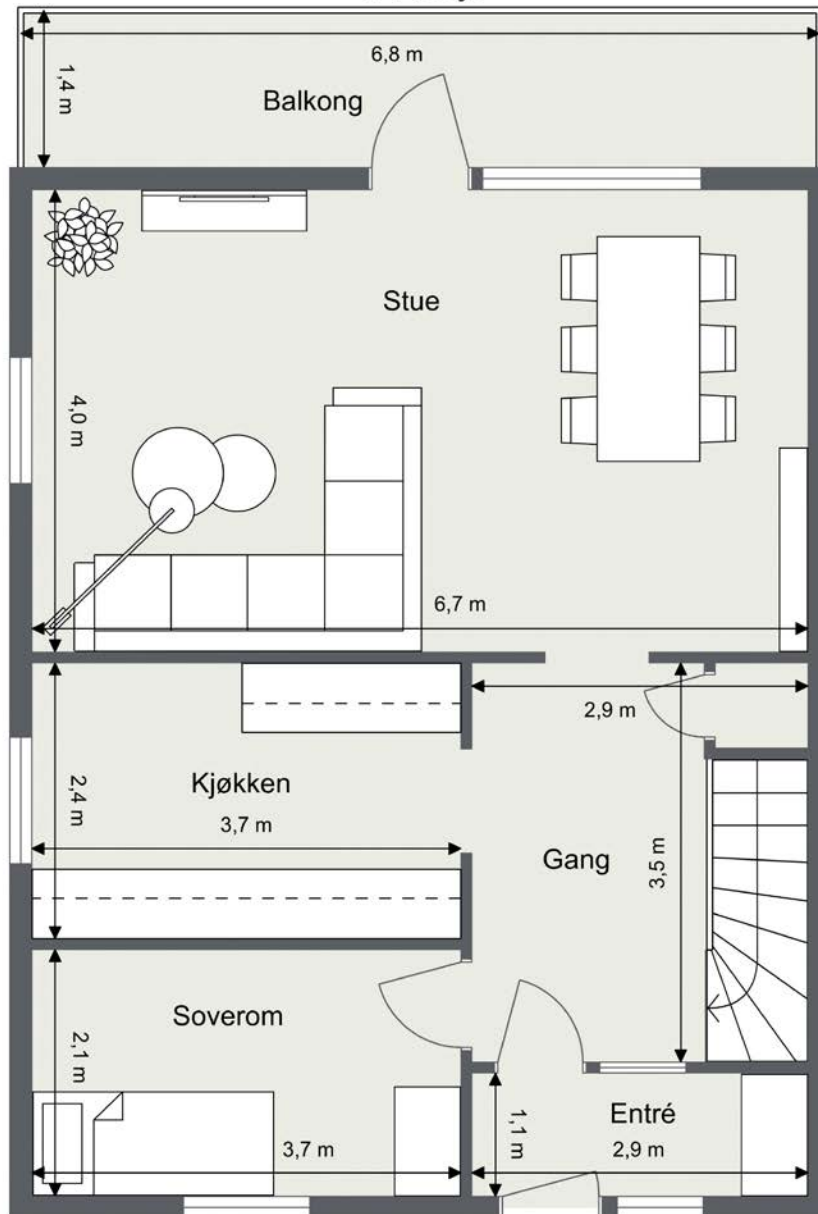 6,8 m
1,4 m
Balkong
Stue
4,0 m
6,7 m
2,9 m
Kjøkken
2,4 m
3,7 m
Gang
3,5 m
Soverom
2,1 m
3,7 m
Entré
1,1 m
2,9 m